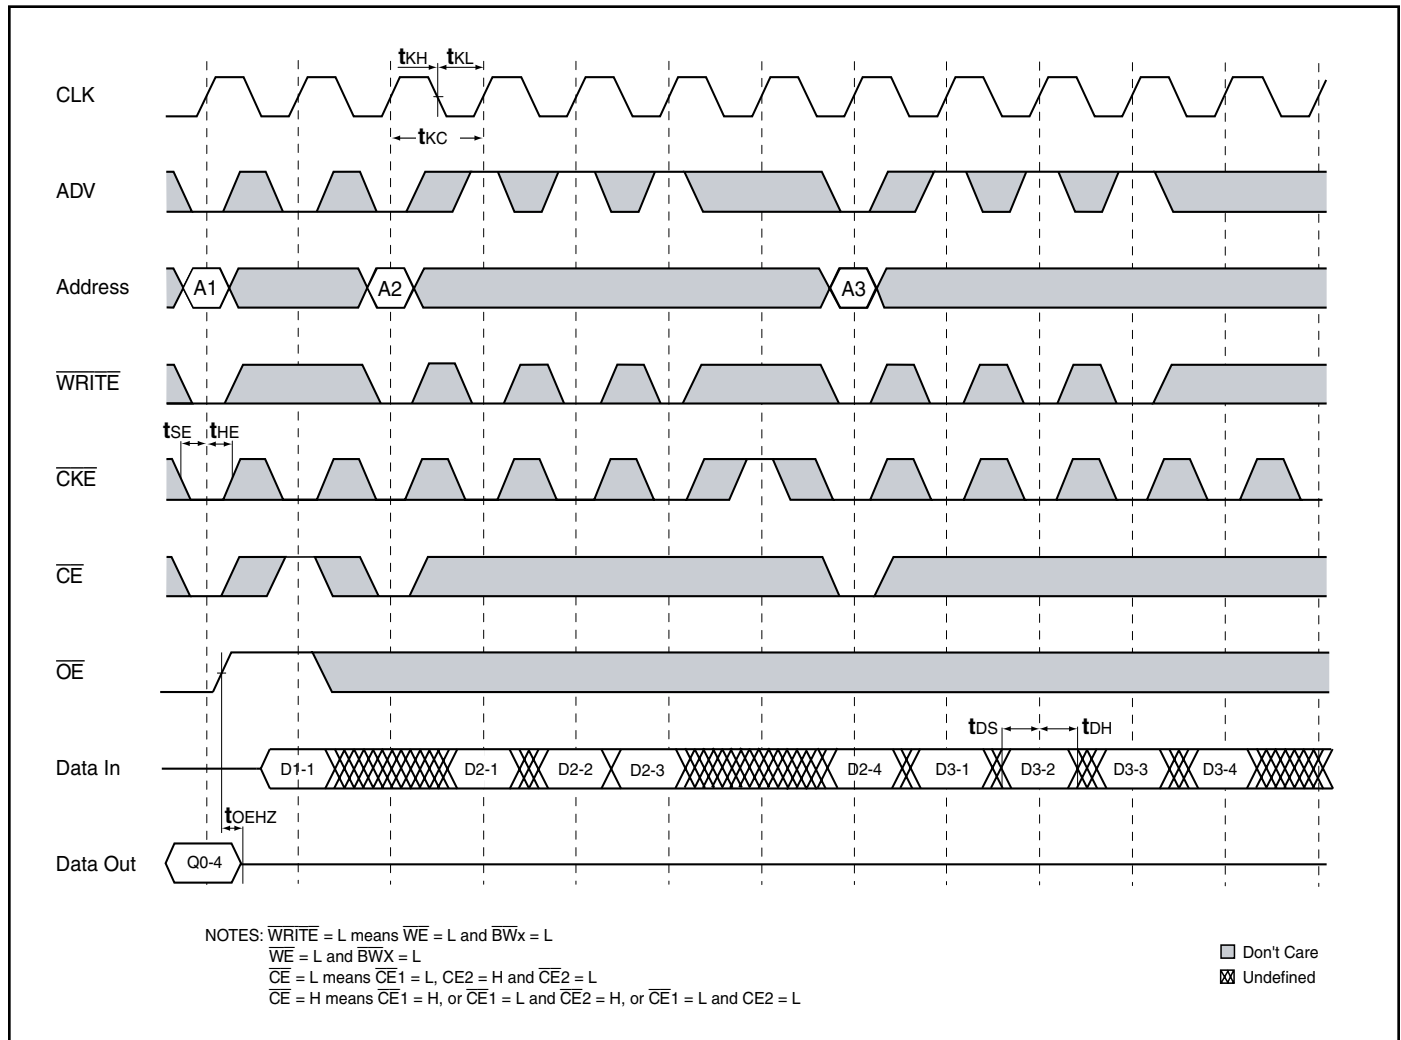 tKH tKL
CLK
tKC
ADV
Address A1 A2 A3
WRITE
tSE tHE
CKE
CE
OE
tDS tDH
Data In D1-1 D2-1 D2-2 D2-3 D2-4 D3-1 D3-2 D3-3 D3-4
tOEHZ
Data Out Q0-4
NOTES: WRITE = L means WE = L and BWx = L
WE = L and BWX = L
CE = L means CE1 = L, CE2 = H and CE2 = L
CE = H means CE1 = H, or CE1 = L and CE2 = H, or CE1 = L and CE2 = L
Don't Care
Undefined